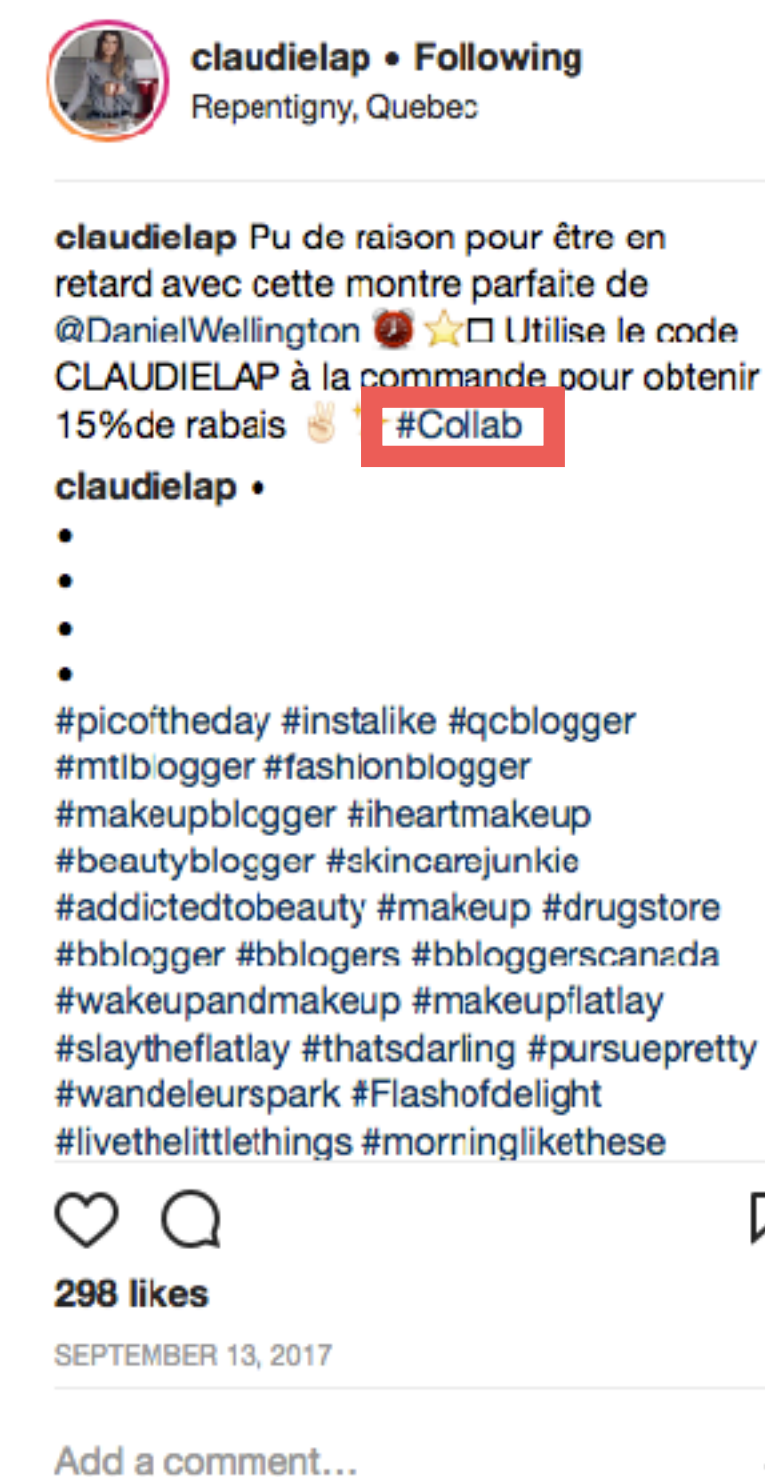 claudielap • Following
Repentigny, Quebec
claudielap Pu de raison pour être en
retard avec cette montre parfaite de
@DanielWellington ⏰ ⭐□ Utilise le code
CLAUDIELAP à la commande pour obtenir
15%de rabais ✌🏻 ✨ #Collab
claudielap •
•
•
•
•
#picoftheday #instalike #qcblogger
#mtlblogger #fashionblogger
#makeupblogger #iheartmakeup
#beautyblogger #skincarejunkie
#addictedtobeauty #makeup #drugstore
#bblogger #bblogers #bbloggerscanada
#wakeupandmakeup #makeupflatlay
#slaytheflatlay #thatsdarling #pursuepretty
#wandeleurspark #Flashofdelight
#livethelittlethings #morninglikethese
298 likes
SEPTEMBER 13, 2017
Add a comment...